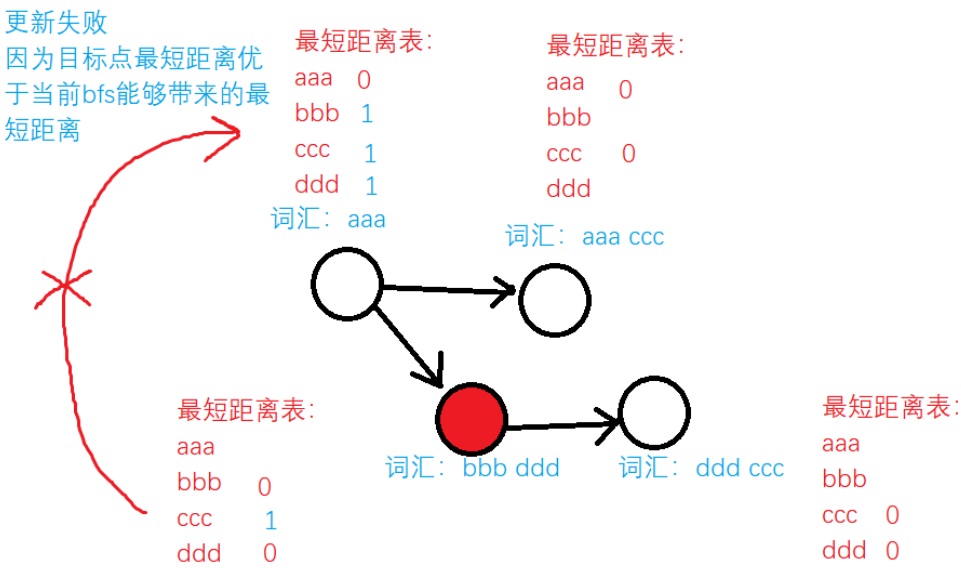 更新失败
因为目标点最短距离优
于当前bfs能够带来的最
短距离
最短距离表：
aaa 0
bbb 1
ccc 1
ddd 1
词汇：aaa
最短距离表：
aaa 0
bbb
ccc 0
ddd
词汇：aaa ccc
最短距离表：
aaa
bbb 0
ccc 1
ddd 0
词汇：bbb ddd
词汇：ddd ccc
最短距离表：
aaa
bbb
ccc 0
ddd 0